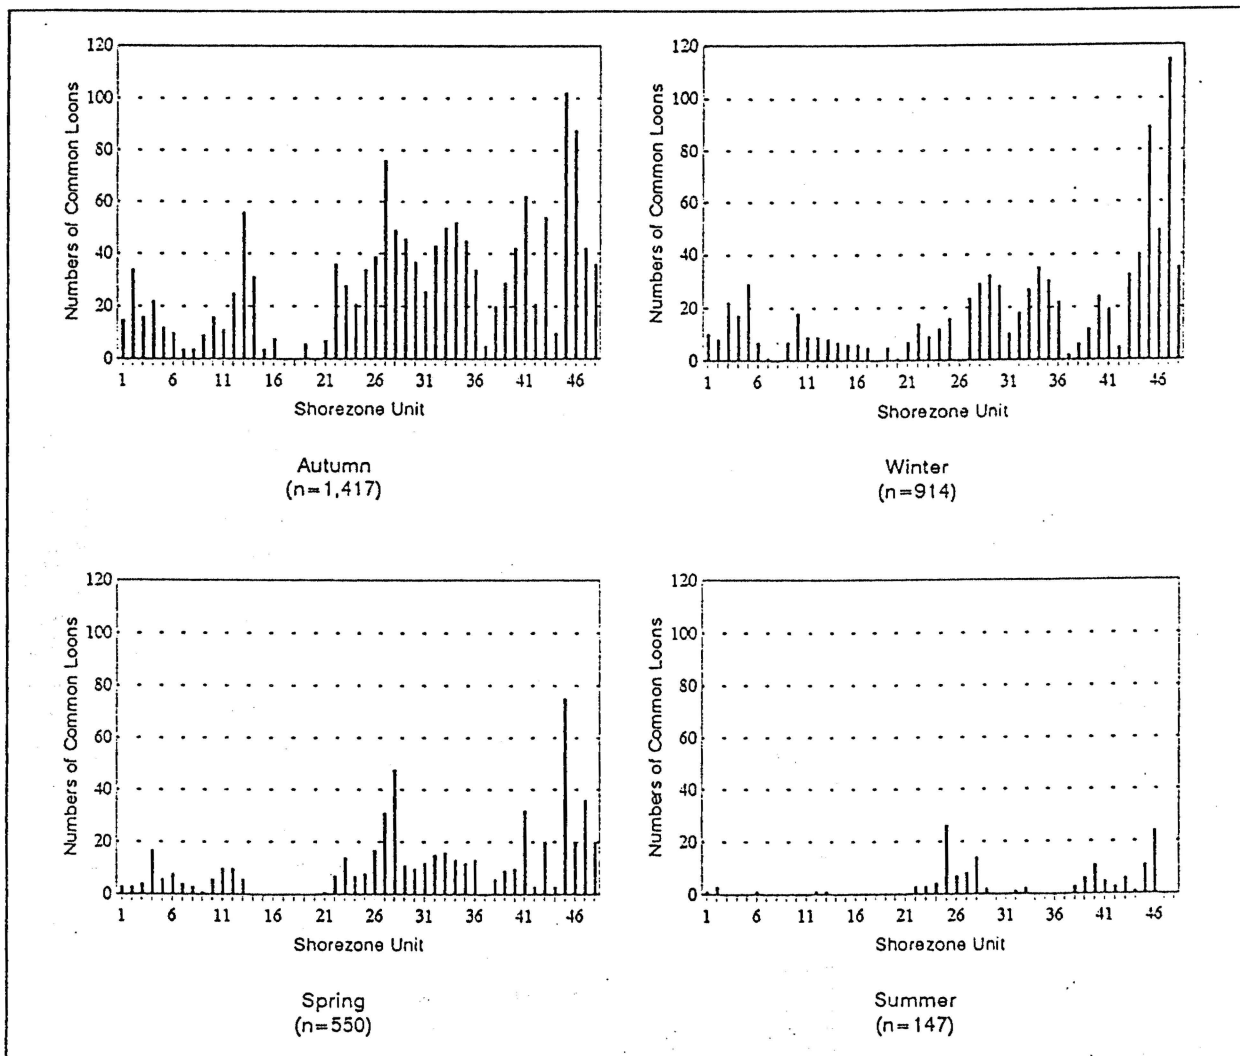 120
100
80
60
40
20
0
Numbers of Common Loons
1 6 11 16 21 26 31 36 41 46
Shorezone Unit
Autumn
(n=1,417)
120
100
80
60
40
20
0
Numbers of Common Loons
1 6 11 16 21 26 31 36 41 46
Shorezone Unit
Winter
(n=914)
120
100
80
60
40
20
0
Numbers of Common Loons
1 6 11 16 21 26 31 36 41 46
Shorezone Unit
Spring
(n=550)
120
100
80
60
40
20
0
Numbers of Common Loons
1 6 11 16 21 26 31 36 41 46
Shorezone Unit
Summer
(n=147)